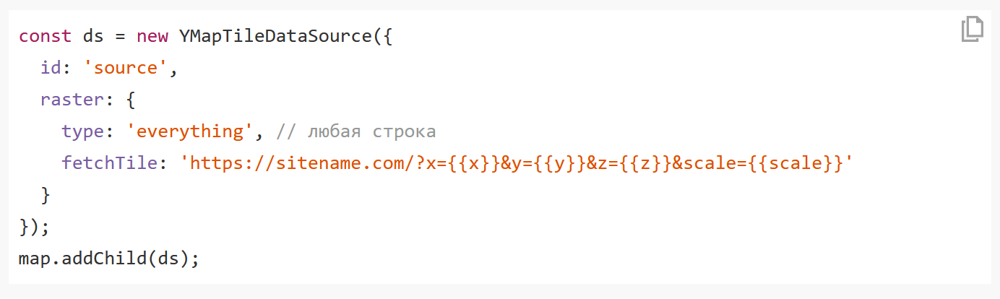 const ds = new YMapTileDataSource({
  id: 'source',
  raster: {
    type: 'everything', // любая строка
    fetchTile: 'https://sitename.com/?x={{x}}&y={{y}}&z={{z}}&scale={{scale}}'
  }
});
map.addChild(ds);